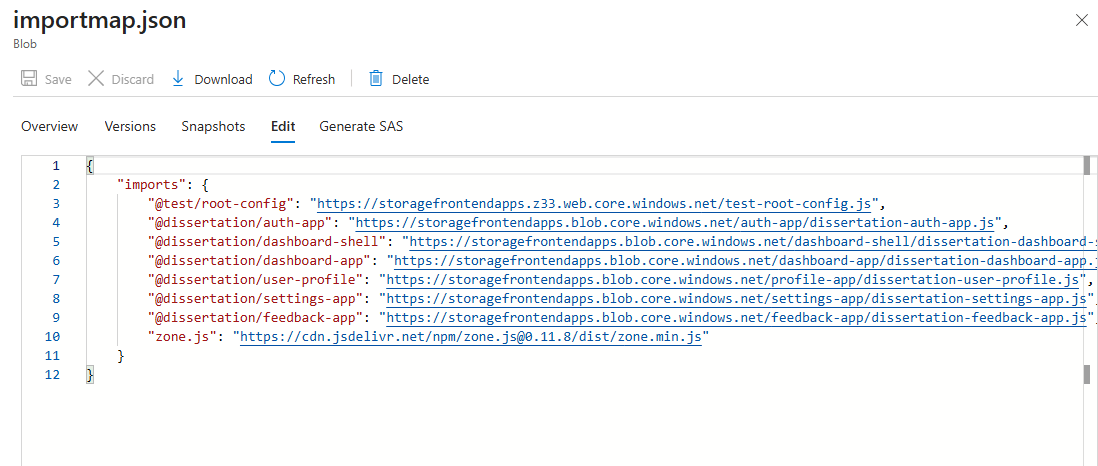 importmap.json
Blob
Save Discard Download Refresh Delete
Overview Versions Snapshots Edit Generate SAS
1 {
2 "imports": {
3 "@test/root-config": "https://storagefrontendapps.z33.web.core.windows.net/test-root-config.js",
4 "@dissertation/auth-app": "https://storagefrontendapps.blob.core.windows.net/auth-app/dissertation-auth-app.js",
5 "@dissertation/dashboard-shell": "https://storagefrontendapps.blob.core.windows.net/dashboard-shell/dissertation-dashboard-s
6 "@dissertation/dashboard-app": "https://storagefrontendapps.blob.core.windows.net/dashboard-app/dissertation-dashboard-app.j
7 "@dissertation/user-profile": "https://storagefrontendapps.blob.core.windows.net/profile-app/dissertation-user-profile.js",
8 "@dissertation/settings-app": "https://storagefrontendapps.blob.core.windows.net/settings-app/dissertation-settings-app.js",
9 "@dissertation/feedback-app": "https://storagefrontendapps.blob.core.windows.net/feedback-app/dissertation-feedback-app.js",
10 "zone.js": "https://cdn.jsdelivr.net/npm/zone.js@0.11.8/dist/zone.min.js"
11 }
12 }